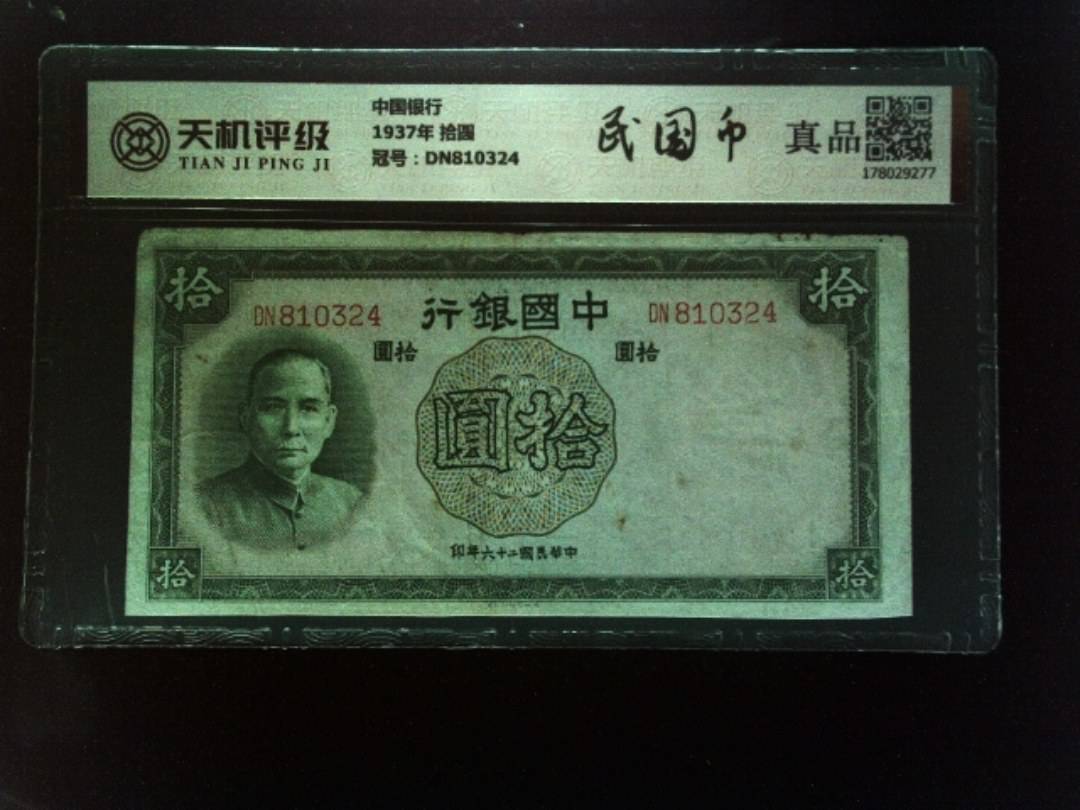 天机评级
TIAN JI PING JI
中国银行
1937年 拾圆
冠号：DN810324
民国币
真品
178029277
拾
拾
DN810324
行銀國中
DN810324
圓拾
圓拾
圓拾
印年六十二國民華中
拾
拾